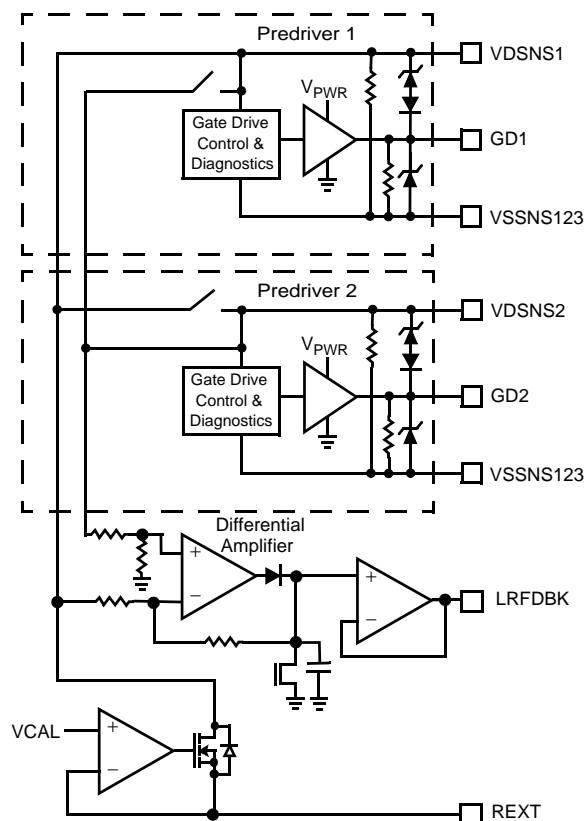 Predriver 1
VDSNS1
VPWR
Gate Drive
Control &
Diagnostics
GD1
VSSNS123
Predriver 2
VDSNS2
VPWR
Gate Drive
Control &
Diagnostics
GD2
VSSNS123
Differential
Amplifier
+
−
+
−
LRFDBK
VCAL
+
−
REXT